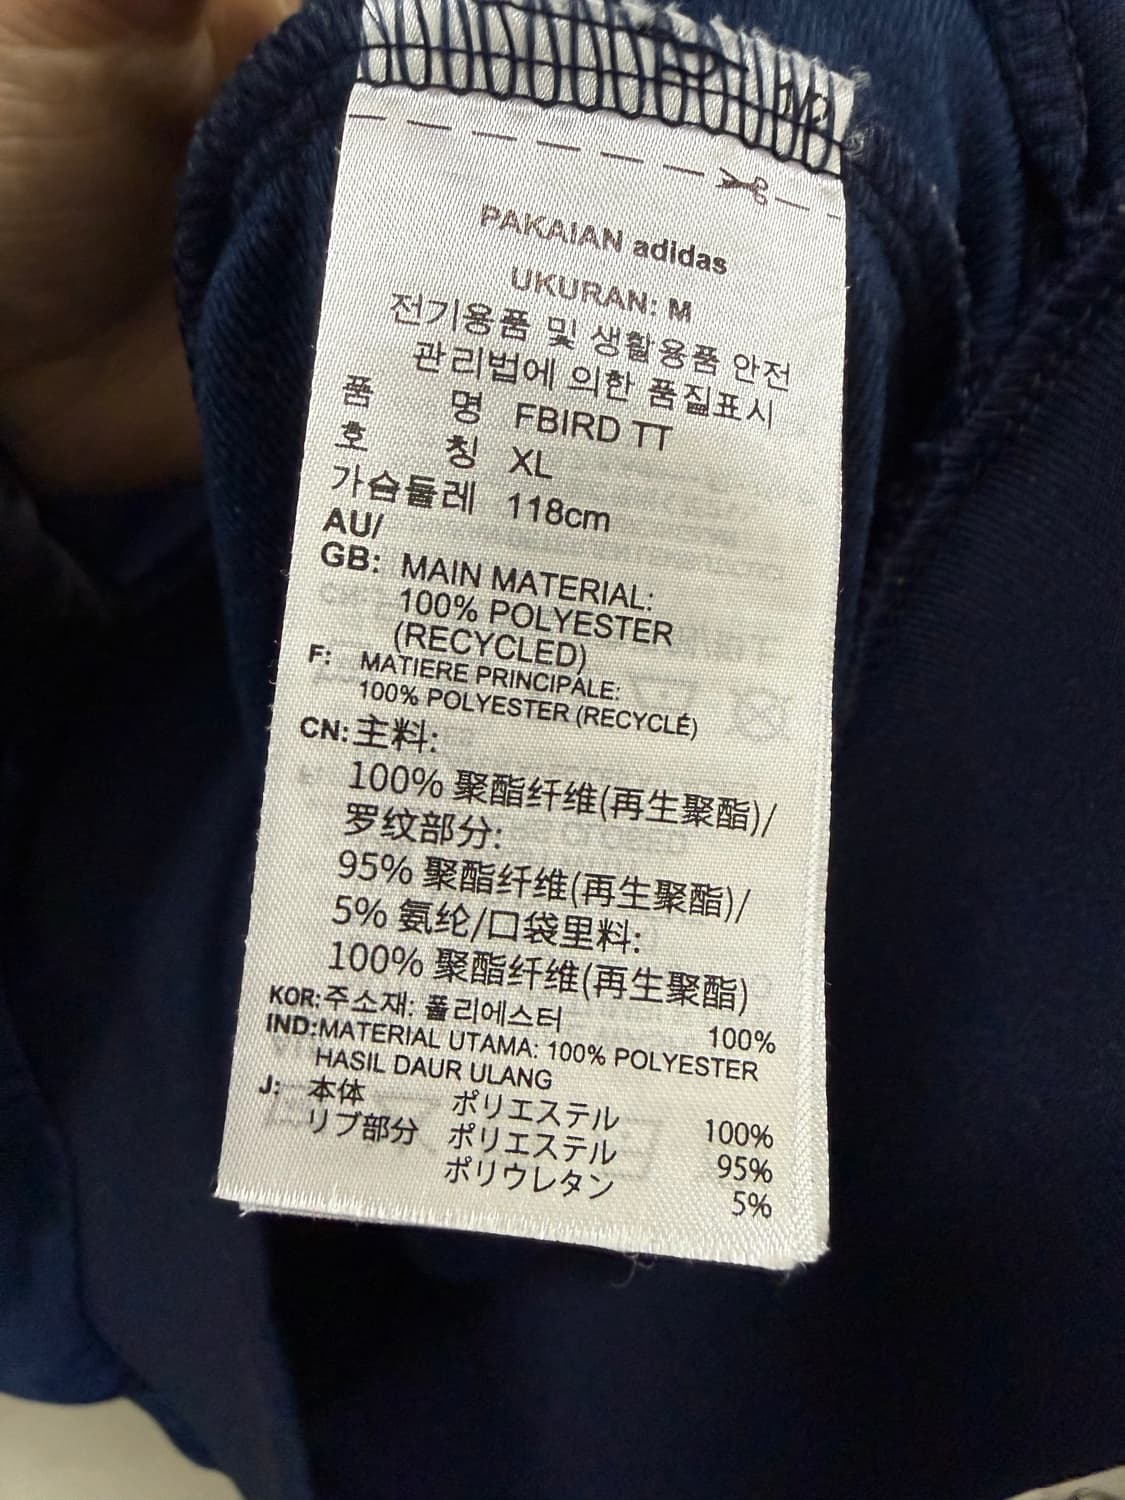 PAKAIAN adidas
UKURAN: M
전기용품 및 생활용품 안전
관리법에 의한 품질표시
품 명 FBIRD TT
호 칭 XL
가슴둘레 118cm
AU/
GB: MAIN MATERIAL:
100% POLYESTER
(RECYCLED)
F: MATIERE PRINCIPALE:
100% POLYESTER (RECYCLÉ)
CN: 主料:
100% 聚酯纤维(再生聚酯)/
罗纹部分:
95% 聚酯纤维(再生聚酯)/
5% 氨纶/口袋里料:
100% 聚酯纤维(再生聚酯)
KOR: 주소재: 폴리에스터 100%
IND: MATERIAL UTAMA: 100% POLYESTER
HASIL DAUR ULANG
J: 本体 ポリエステル 100%
リブ部分 ポリエステル 95%
ポリウレタン 5%